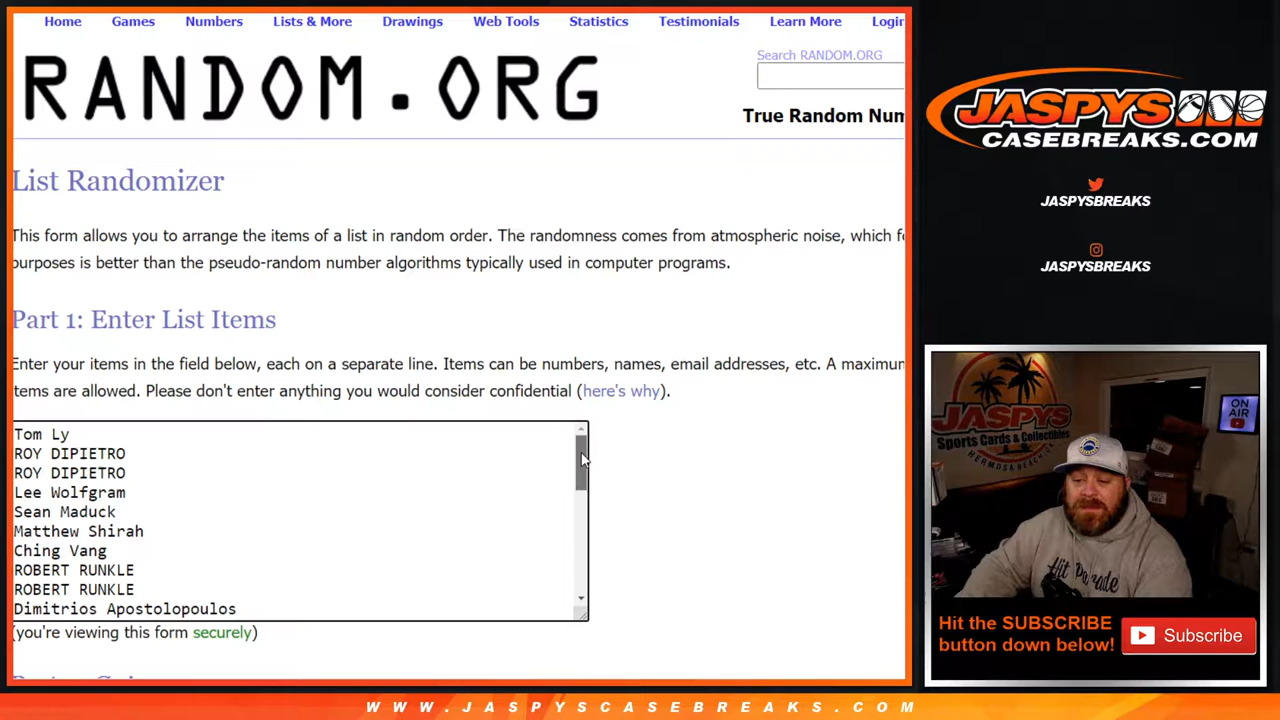 Home Games Numbers Lists & More Drawings Web Tools Statistics Testimonials Learn More Login
RANDOM.ORG
Search RANDOM.ORG
True Random Num
List Randomizer
This form allows you to arrange the items of a list in random order. The randomness comes from atmospheric noise, which f
purposes is better than the pseudo-random number algorithms typically used in computer programs.
Part 1: Enter List Items
Enter your items in the field below, each on a separate line. Items can be numbers, names, email addresses, etc. A maximum
items are allowed. Please don't enter anything you would consider confidential (here's why).
Tom Ly
ROY DIPIETRO
ROY DIPIETRO
Lee Wolfgram
Sean Maduck
Matthew Shirah
Ching Vang
ROBERT RUNKLE
ROBERT RUNKLE
Dimitrios Apostolopoulos
(you're viewing this form securely)
JASPYS
CASEBREAKS.COM
JASPYSBREAKS
JASPYSBREAKS
JASPYS
Sports Cards & Collectibles
HERMOSA BEACH, CA
ON
AIR
Hit Parade
Hit the SUBSCRIBE
button down below!
Subscribe
WWW.JASPYSCASEBREAKS.COM